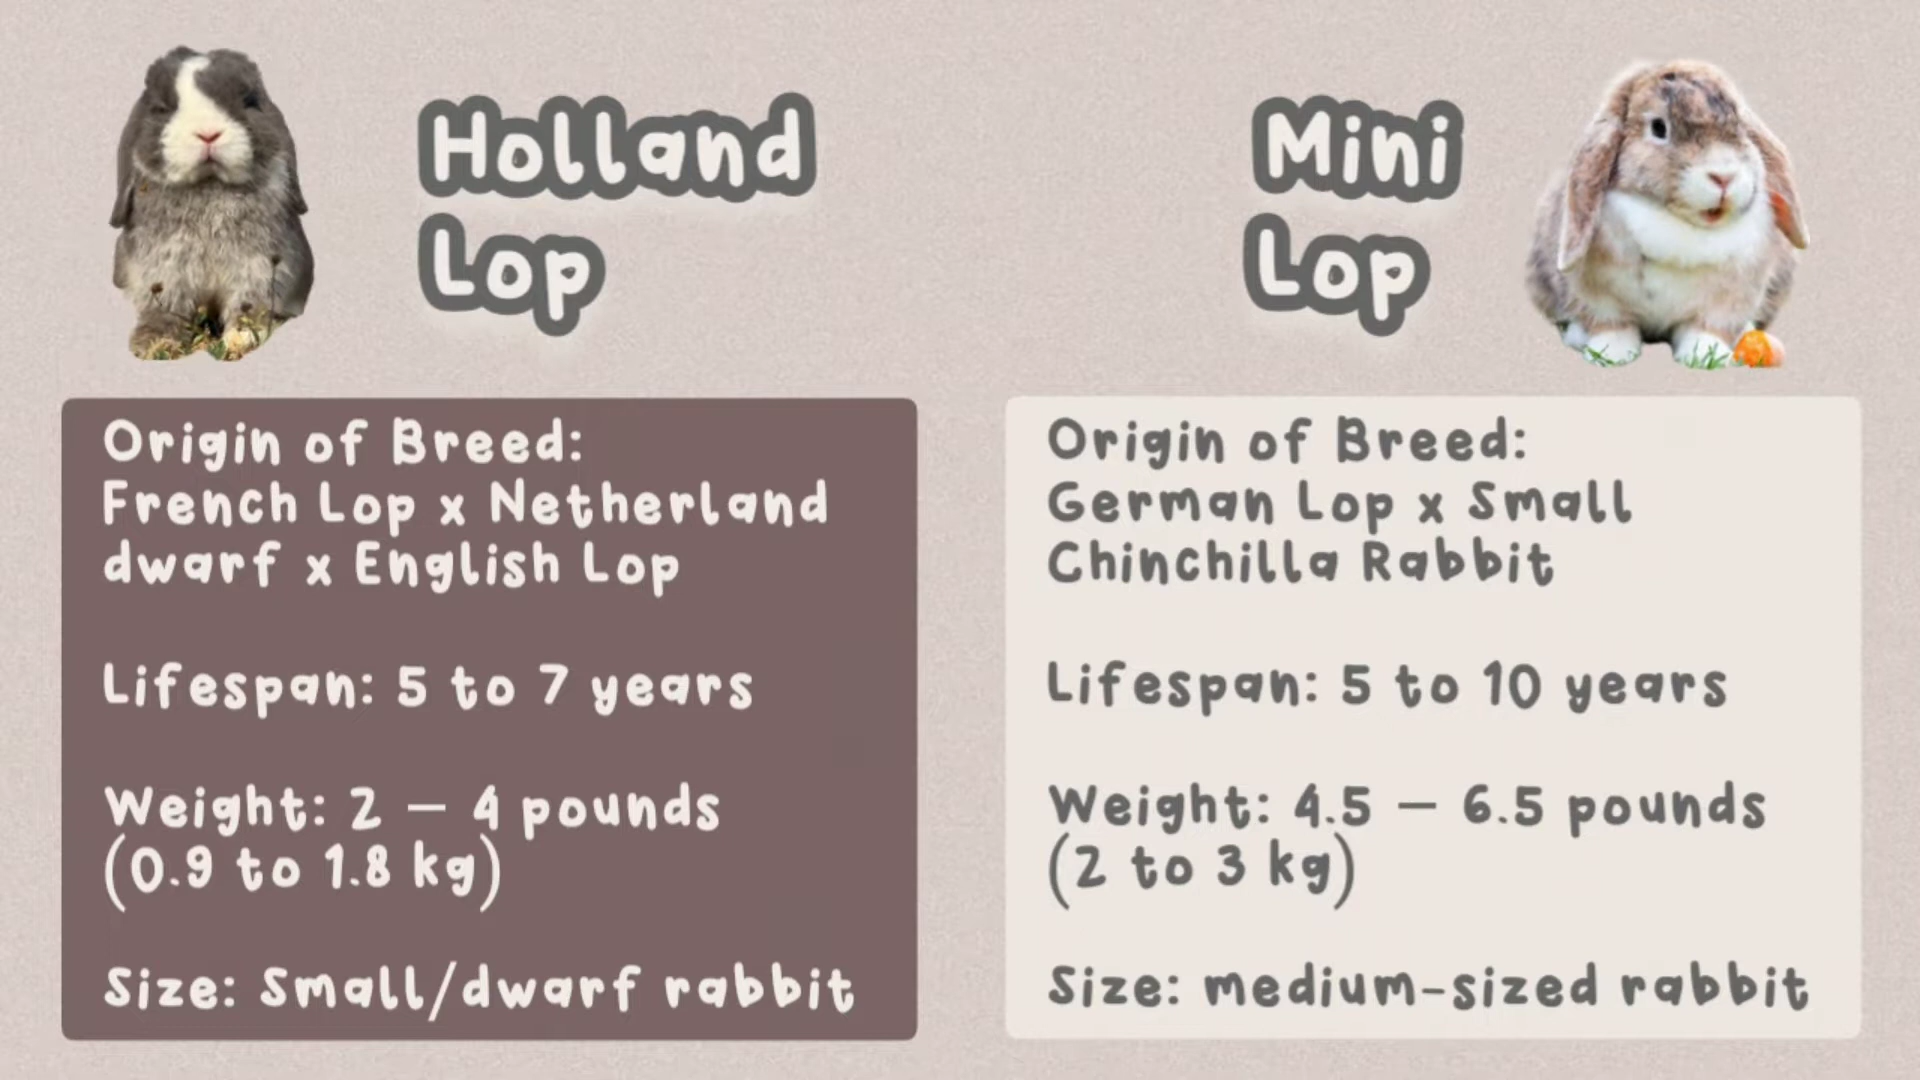 Holland
Lop
Origin of Breed:
French Lop x Netherland
dwarf x English Lop
Lifespan: 5 to 7 years
Weight: 2 – 4 pounds
(0.9 to 1.8 kg)
Size: Small/dwarf rabbit
Mini
Lop
Origin of Breed:
German Lop x Small
Chinchilla Rabbit
Lifespan: 5 to 10 years
Weight: 4.5 – 6.5 pounds
(2 to 3 kg)
Size: medium-sized rabbit